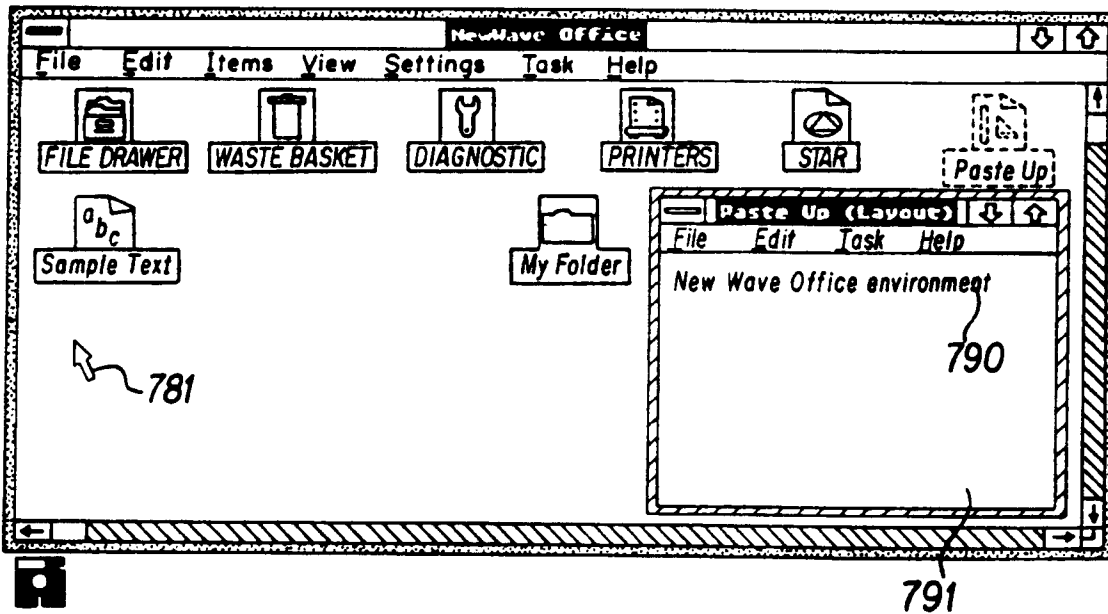 NewWave Office
File Edit Items View Settings Task Help
FILE DRAWER WASTE BASKET DIAGNOSTIC PRINTERS STAR Paste Up
abc
Sample Text
My Folder
Paste Up (Layout)
File Edit Task Help
New Wave Office environment
790
781
791